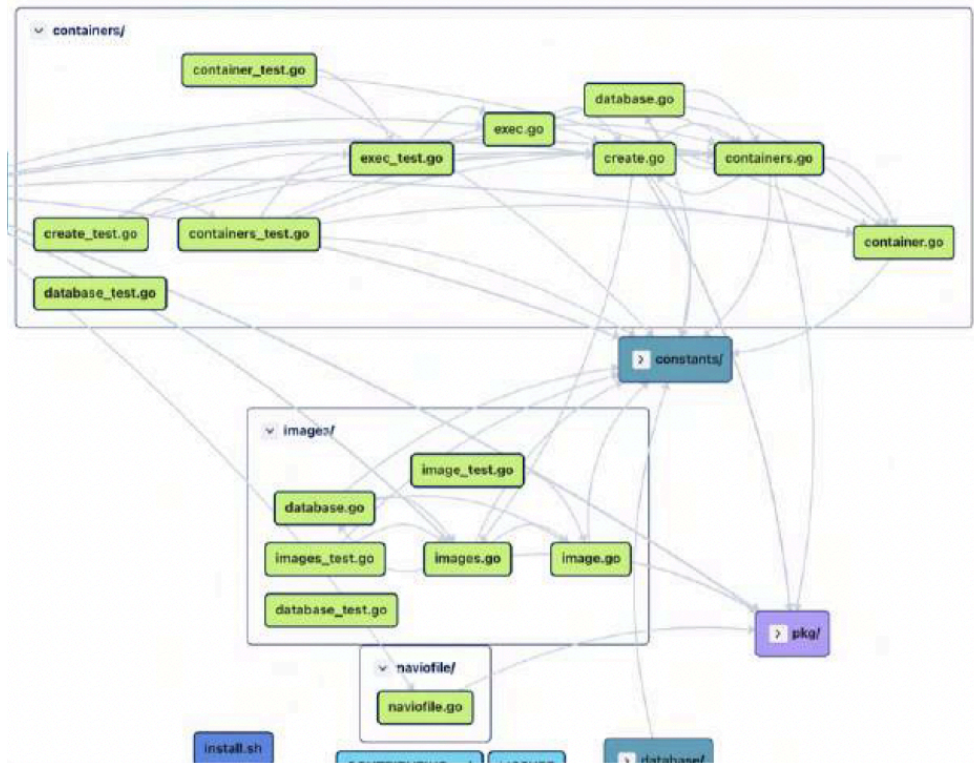 containers/
container_test.go
database.go
exec.go
exec_test.go
create.go
containers.go
create_test.go
containers_test.go
container.go
database_test.go
constants/
images/
image_test.go
database.go
images_test.go
images.go
image.go
database_test.go
pkg/
naviofile/
naviofile.go
install.sh
database/